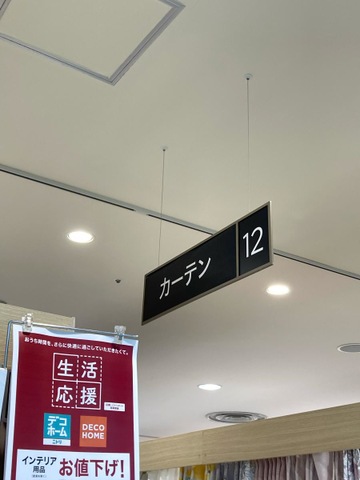 カーテン 12
おうち時間を、さらに快適に過ごしていただきたくて。
生活
応援
デコ
ホーム
ニトリ
DECO
HOME
インテリア
用品
お値下げ!